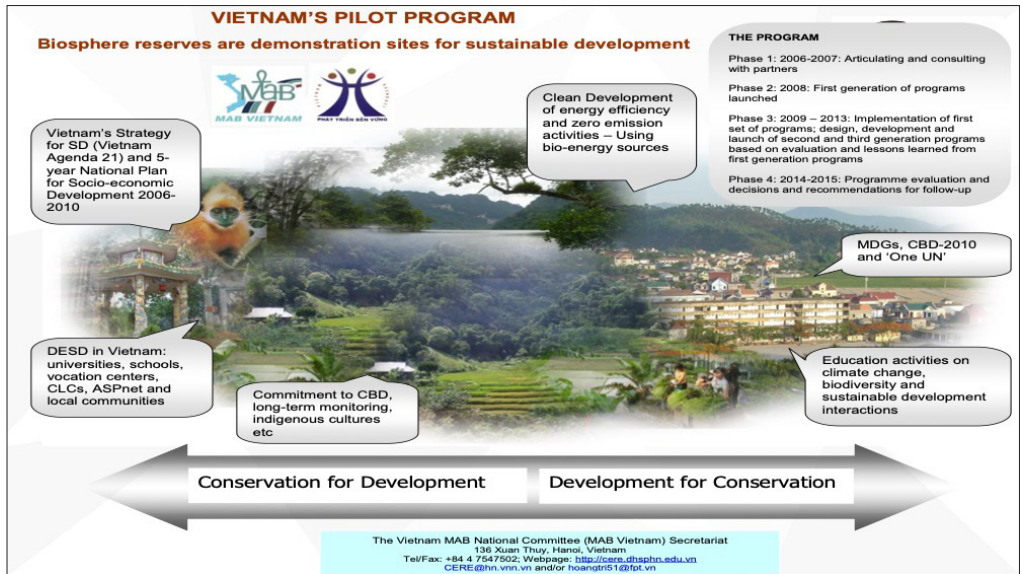 VIETNAM'S PILOT PROGRAM
Biosphere reserves are demonstration sites for sustainable development
MAB
MAB VIETNAM
PHÁT TRIỂN BỀN VỮNG
THE PROGRAM
Phase 1: 2006-2007: Articulating and consulting
with partners
Phase 2: 2008: First generation of programs
launched
Phase 3: 2009 – 2013: Implementation of first
set of programs; design, development and
launch of second and third generation programs
based on evaluation and lessons learned from
first generation programs
Phase 4: 2014-2015: Programme evaluation and
decisions and recommendations for follow-up
Clean Development
of energy efficiency
and zero emission
activities – Using
bio-energy sources
Vietnam's Strategy
for SD (Vietnam
Agenda 21) and 5-
year National Plan
for Socio-economic
Development 2006-
2010
MDGs, CBD-2010
and 'One UN'
DESD in Vietnam:
universities, schools,
vocation centers,
CLCs, ASPnet and
local communities
Commitment to CBD,
long-term monitoring,
indigenous cultures
etc
Education activities on
climate change,
biodiversity and
sustainable development
interactions
Conservation for Development
Development for Conservation
The Vietnam MAB National Committee (MAB Vietnam) Secretariat
136 Xuan Thuy, Hanoi, Vietnam
Tel/Fax: +84 4 7547502; Webpage: http://cere.dhsphn.edu.vn
CERE@hn.vnn.vn and/or hoangtri51@fpt.vn